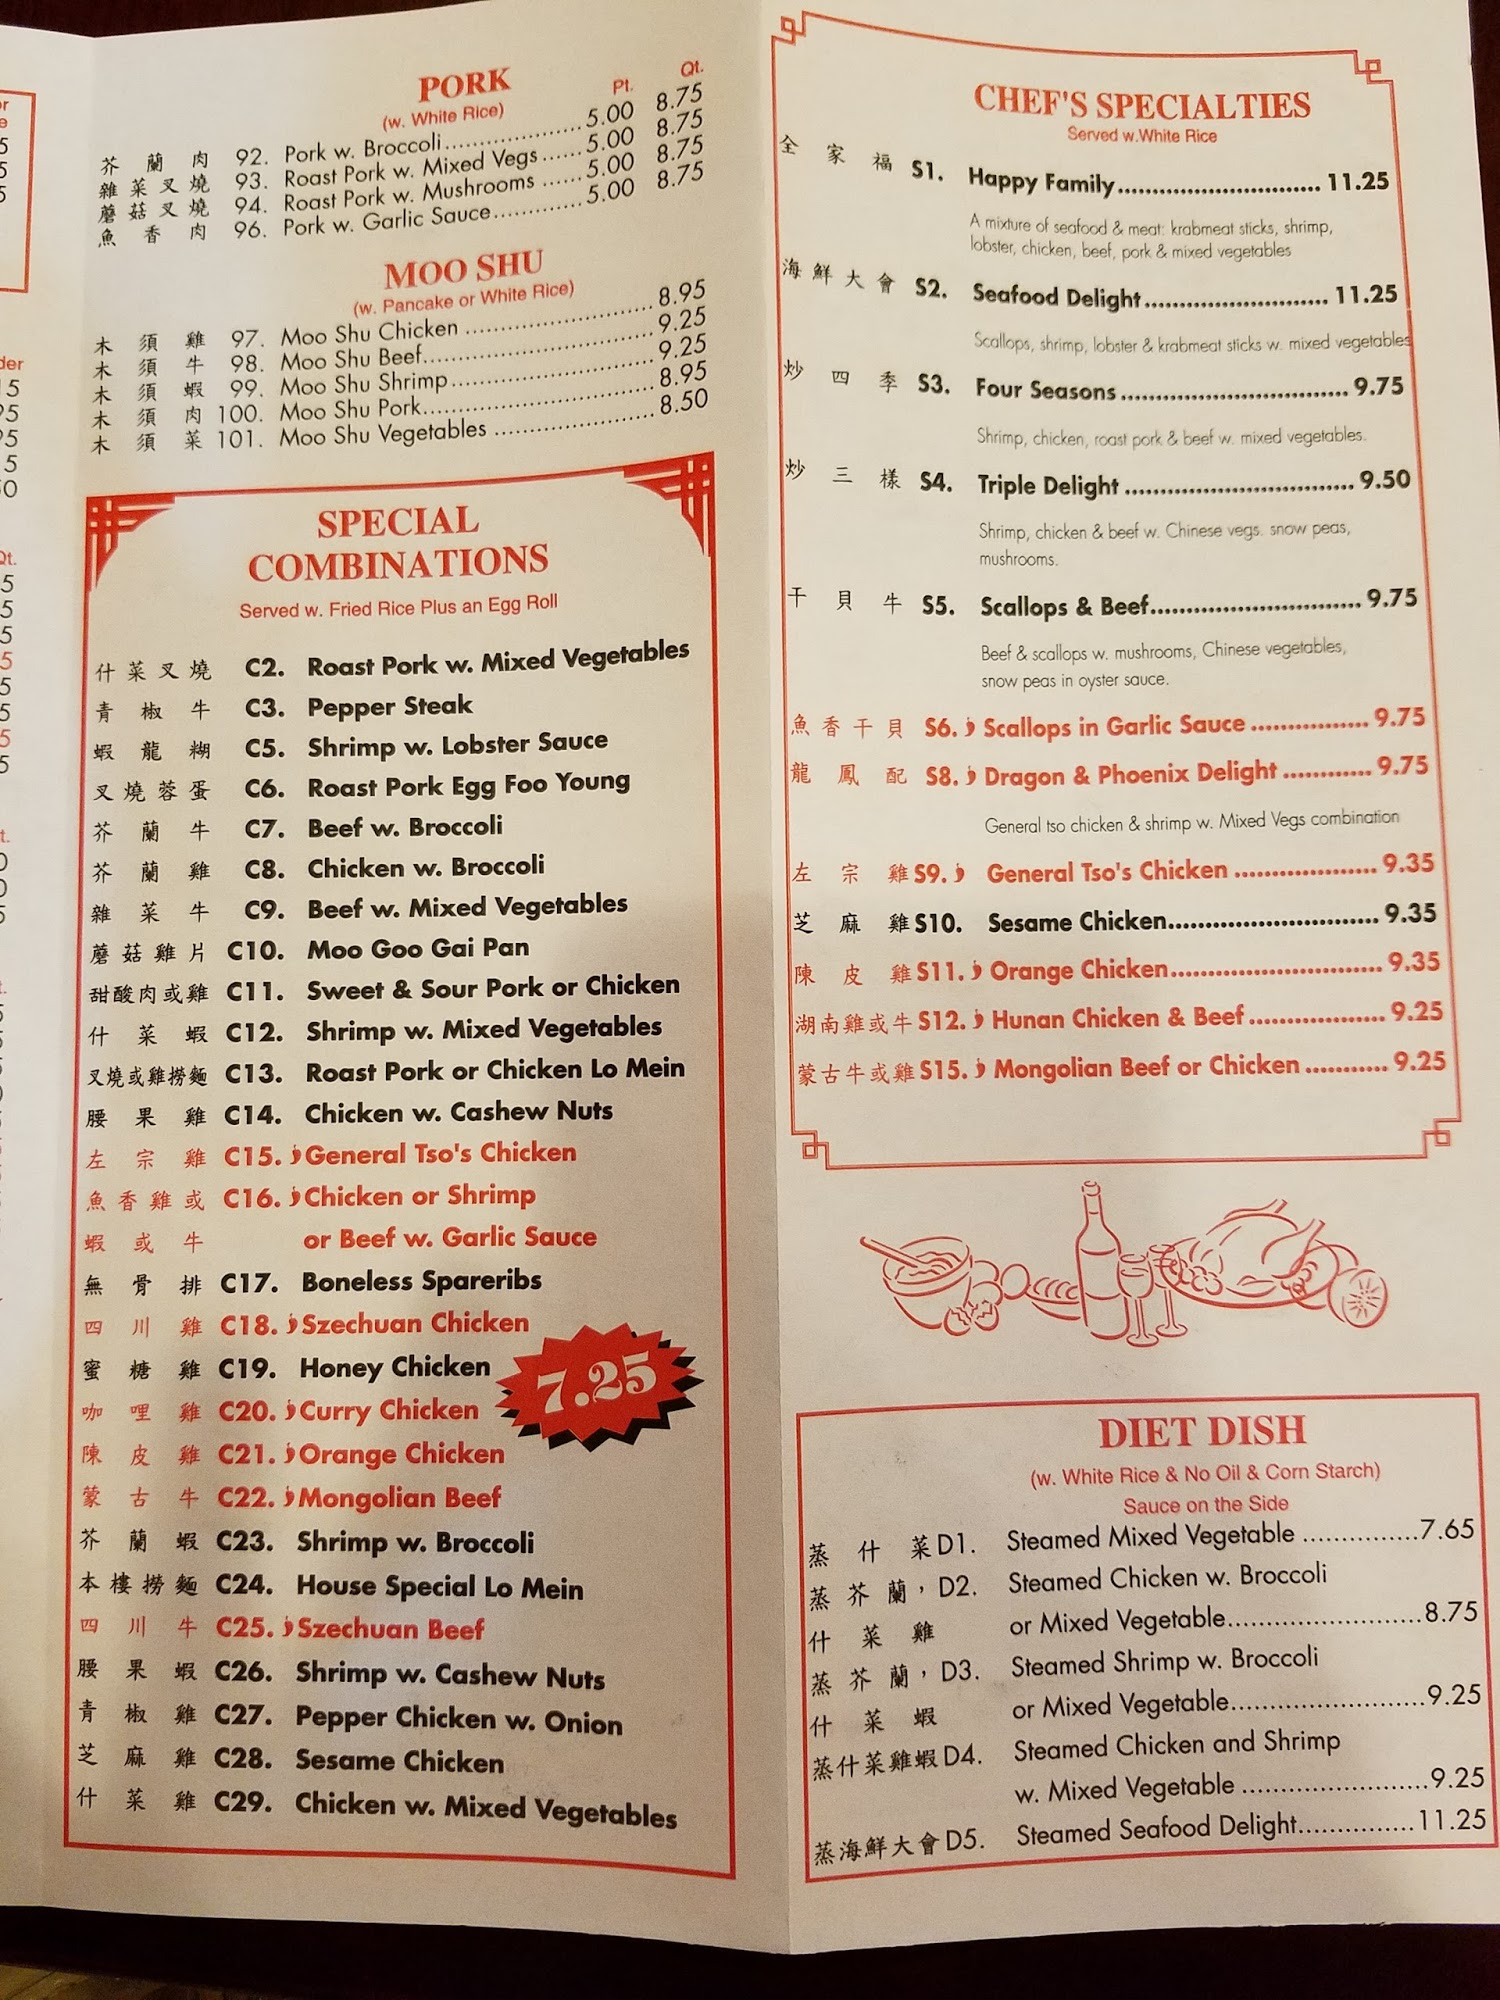 PORK
(w. White Rice)
Pt. Qt.
芥蘭肉 92. Pork w. Broccoli 5.00 8.75
雜菜叉燒 93. Roast Pork w. Mixed Vegs 5.00 8.75
蘑菇叉燒 94. Roast Pork w. Mushrooms 5.00 8.75
魚香肉 96. Pork w. Garlic Sauce 5.00 8.75
MOO SHU
(w. Pancake or White Rice)
木須雞 97. Moo Shu Chicken 8.95
木須牛 98. Moo Shu Beef 9.25
木須蝦 99. Moo Shu Shrimp 9.25
木須肉 100. Moo Shu Pork 8.95
木須菜 101. Moo Shu Vegetables 8.50
SPECIAL
COMBINATIONS
Served w. Fried Rice Plus an Egg Roll
什菜叉燒 C2. Roast Pork w. Mixed Vegetables
青椒牛 C3. Pepper Steak
蝦龍糊 C5. Shrimp w. Lobster Sauce
叉燒蓉蛋 C6. Roast Pork Egg Foo Young
芥蘭牛 C7. Beef w. Broccoli
芥蘭雞 C8. Chicken w. Broccoli
雜菜牛 C9. Beef w. Mixed Vegetables
蘑菇雞片 C10. Moo Goo Gai Pan
甜酸肉或雞 C11. Sweet & Sour Pork or Chicken
什菜蝦 C12. Shrimp w. Mixed Vegetables
叉燒或雞撈麵 C13. Roast Pork or Chicken Lo Mein
腰果雞 C14. Chicken w. Cashew Nuts
左宗雞 C15. General Tso's Chicken
魚香雞或 C16. Chicken or Shrimp
蝦或牛 or Beef w. Garlic Sauce
無骨排 C17. Boneless Spareribs
四川雞 C18. Szechuan Chicken
蜜糖雞 C19. Honey Chicken
7.25
咖哩雞 C20. Curry Chicken
陳皮雞 C21. Orange Chicken
蒙古牛 C22. Mongolian Beef
芥蘭蝦 C23. Shrimp w. Broccoli
本樓撈麵 C24. House Special Lo Mein
四川牛 C25. Szechuan Beef
腰果蝦 C26. Shrimp w. Cashew Nuts
青椒雞 C27. Pepper Chicken w. Onion
芝麻雞 C28. Sesame Chicken
什菜雞 C29. Chicken w. Mixed Vegetables
CHEF'S SPECIALTIES
Served w.White Rice
全家福 S1. Happy Family 11.25
A mixture of seafood & meat: krabmeat sticks, shrimp,
lobster, chicken, beef, pork & mixed vegetables
海鮮大會 S2. Seafood Delight 11.25
Scallops, shrimp, lobster & krabmeat sticks w. mixed vegetables
炒四季 S3. Four Seasons 9.75
Shrimp, chicken, roast pork & beef w. mixed vegetables.
炒三樣 S4. Triple Delight 9.50
Shrimp, chicken & beef w. Chinese vegs. snow peas,
mushrooms.
干貝牛 S5. Scallops & Beef 9.75
Beef & scallops w. mushrooms, Chinese vegetables,
snow peas in oyster sauce.
魚香干貝 S6. Scallops in Garlic Sauce 9.75
龍鳳配 S8. Dragon & Phoenix Delight 9.75
General tso chicken & shrimp w. Mixed Vegs combination
左宗雞 S9. General Tso's Chicken 9.35
芝麻雞 S10. Sesame Chicken 9.35
陳皮雞 S11. Orange Chicken 9.35
湖南雞或牛 S12. Hunan Chicken & Beef 9.25
蒙古牛或雞 S15. Mongolian Beef or Chicken 9.25
DIET DISH
(w. White Rice & No Oil & Corn Starch)
Sauce on the Side
蒸什菜 D1. Steamed Mixed Vegetable 7.65
蒸芥蘭, D2. Steamed Chicken w. Broccoli
什菜雞 or Mixed Vegetable 8.75
蒸芥蘭, D3. Steamed Shrimp w. Broccoli
什菜蝦 or Mixed Vegetable 9.25
蒸什菜雞蝦 D4. Steamed Chicken and Shrimp
w. Mixed Vegetable 9.25
蒸海鮮大會 D5. Steamed Seafood Delight 11.25